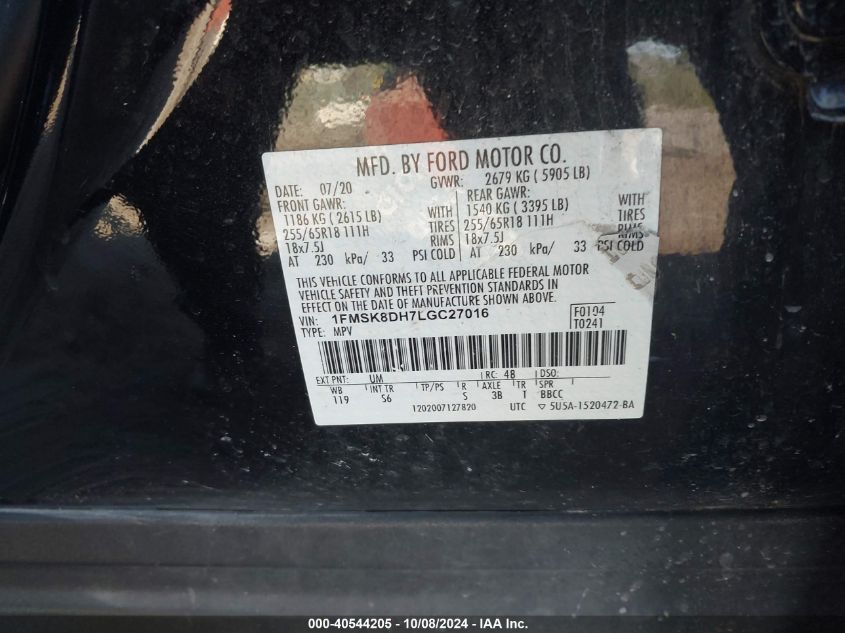 MFD. BY FORD MOTOR CO.
DATE: 07/20 GVWR: 2679 KG ( 5905 LB)
FRONT GAWR: REAR GAWR:
1186 KG ( 2615 LB) WITH 1540 KG ( 3395 LB) WITH
255/65R18 111H TIRES 255/65R18 111H TIRES
18x7.5J RIMS 18x7.5J RIMS
AT 230 kPa/ 33 PSI COLD AT 230 kPa/ 33 PSI COLD
THIS VEHICLE CONFORMS TO ALL APPLICABLE FEDERAL MOTOR
VEHICLE SAFETY AND THEFT PREVENTION STANDARDS IN
EFFECT ON THE DATE OF MANUFACTURE SHOWN ABOVE.
VIN: 1FMSK8DH7LGC27016 F0104
TYPE: MPV T0241
EXT PNT: UM RC: 48 DSO:
WB INT TR TP/PS R AXLE TR SPR
119 S6 S 3B T BBCC
1202007127820 UTC ▽ 5U5A-1520472-BA
000-40544205 - 10/08/2024 - IAA Inc.